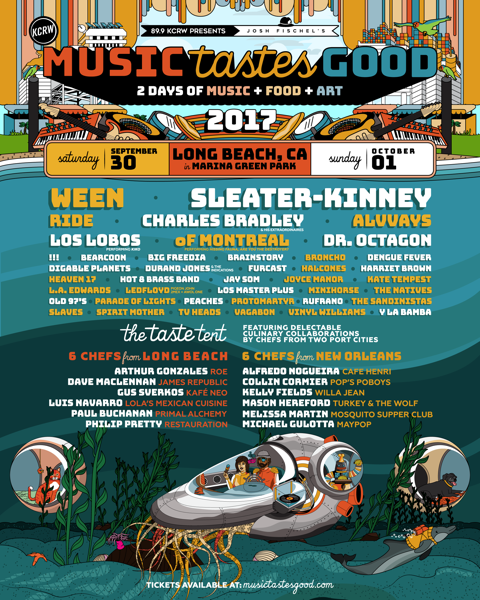 KCRW
89.9 KCRW PRESENTS JOSH FISCHEL'S
MUSIC tastes GOOD
2 DAYS OF MUSIC + FOOD + ART
2017
saturday SEPTEMBER 30 LONG BEACH, CA in MARINA GREEN PARK sunday OCTOBER 01
WEEN · SLEATER-KINNEY
RIDE · CHARLES BRADLEY & HIS EXTRAORDINAIRES · ALVVAYS
LOS LOBOS PERFORMING KIKO · OF MONTREAL · DR. OCTAGON
!!! · BEARCOON · BIG FREEDIA · BRAINSTORY · BRONCHO · DENGUE FEVER
DIGABLE PLANETS · DURAND JONES & THE INDICATIONS · FURCAST · HALCONES · HARRIET BROWN
HEAVEN 17 · HOT 8 BRASS BAND · JAY SOM · JOYCE MANOR · KATE TEMPEST
L.A. EDWARDS · LEOFLOYD · LOS MASTER PLUS · MINIHORSE · THE NATIVES
OLD 97'S · PARADE OF LIGHTS · PEACHES · PROTOMARTYR · RUFRANO · THE SANDINISTAS
SLAVES · SPIRIT MOTHER · TV HEADS · VAGABON · VINYL WILLIAMS · Y LA BAMBA
the taste tent
FEATURING DELECTABLE
CULINARY COLLABORATIONS
BY CHEFS FROM TWO PORT CITIES
6 CHEFS from LONG BEACH
ARTHUR GONZALES ROE
DAVE MACLENNAN JAMES REPUBLIC
GUS SVERKOS KAFÉ NEO
LUIS NAVARRO LOLA'S MEXICAN CUISINE
PAUL BUCHANAN PRIMAL ALCHEMY
PHILIP PRETTY RESTAURATION
6 CHEFS from NEW ORLEANS
ALFREDO NOGUEIRA CAFE HENRI
COLLIN CORMIER POP'S POBOYS
KELLY FIELDS WILLA JEAN
MASON HEREFORD TURKEY & THE WOLF
MELISSA MARTIN MOSQUITO SUPPER CLUB
MICHAEL GULOTTA MAYPOP
TICKETS AVAILABLE AT: musictastesgood.com